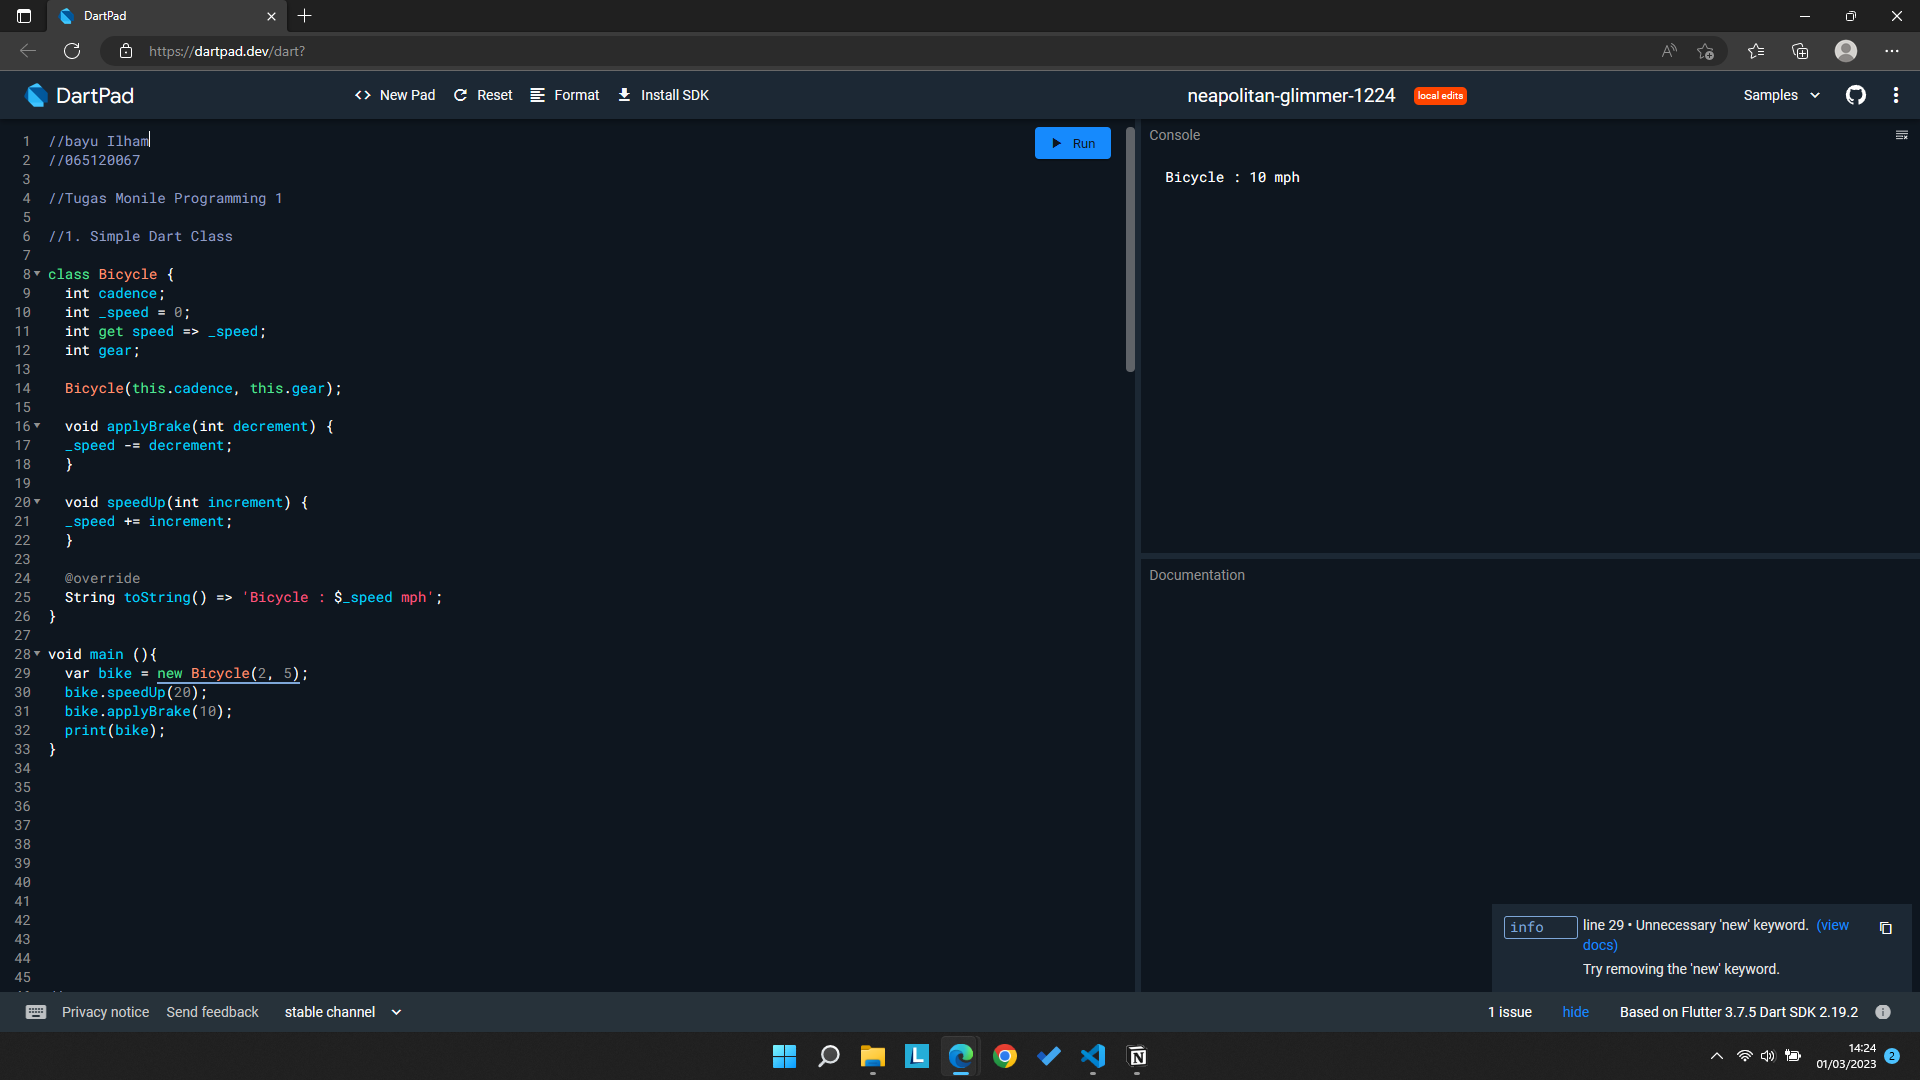 DartPad
https://dartpad.dev/dart?
DartPad
<> New Pad
Reset
Format
Install SDK
neapolitan-glimmer-1224
local edits
Samples
1 //bayu Ilham
2 //065120067
3
4 //Tugas Monile Programming 1
5
6 //1. Simple Dart Class
7
8 class Bicycle {
9 int cadence;
10 int _speed = 0;
11 int get speed => _speed;
12 int gear;
13
14 Bicycle(this.cadence, this.gear);
15
16 void applyBrake(int decrement) {
17 _speed -= decrement;
18 }
19
20 void speedUp(int increment) {
21 _speed += increment;
22 }
23
24 @override
25 String toString() => 'Bicycle : $_speed mph';
26 }
27
28 void main (){
29 var bike = new Bicycle(2, 5);
30 bike.speedUp(20);
31 bike.applyBrake(10);
32 print(bike);
33 }
34
35
36
37
38
39
40
41
42
43
44
45
Run
Console
Bicycle : 10 mph
Documentation
info
line 29 • Unnecessary 'new' keyword. (view
docs)
Try removing the 'new' keyword.
Privacy notice
Send feedback
stable channel
1 issue
hide
Based on Flutter 3.7.5 Dart SDK 2.19.2
14:24
01/03/2023
2